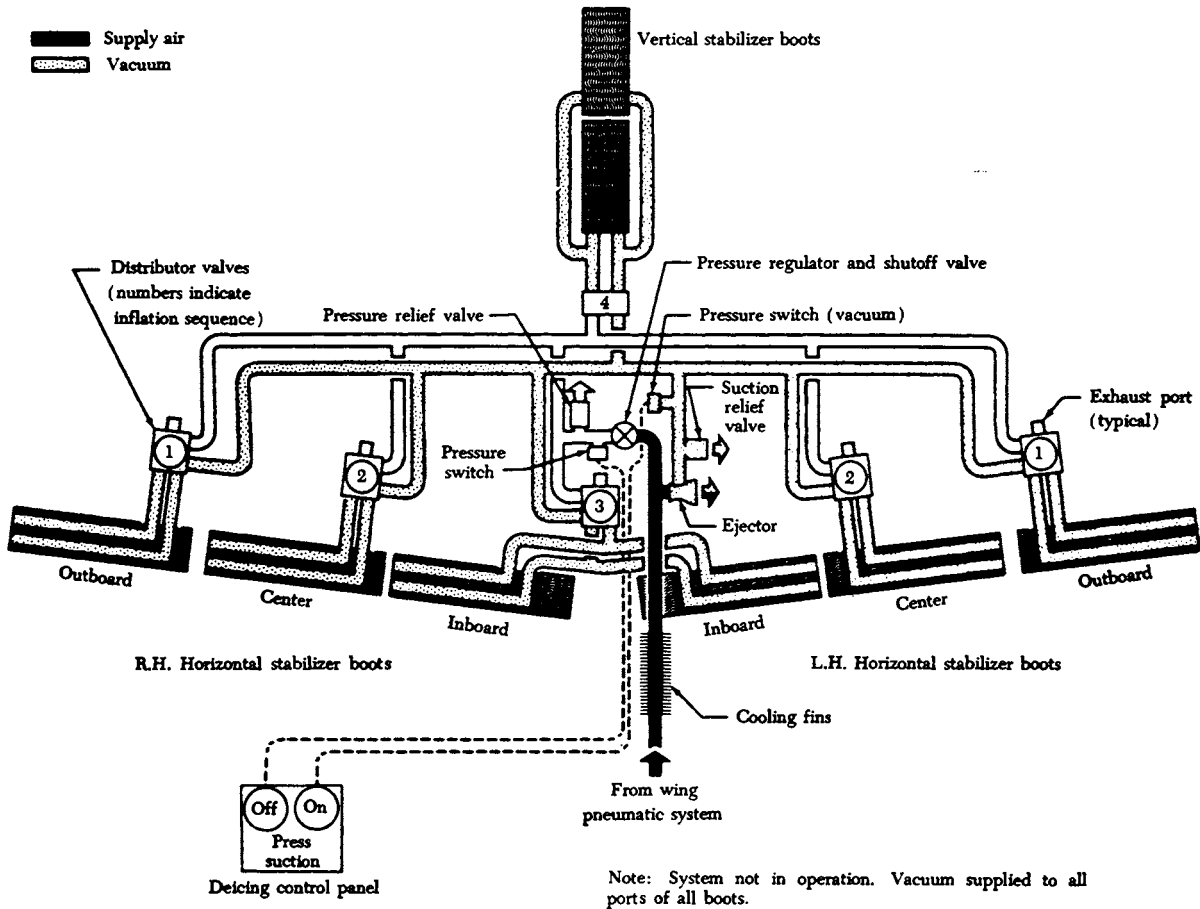 Supply air
Vacuum
Vertical stabilizer boots
Distributor valves
(numbers indicate
inflation sequence)
Pressure regulator and shutoff valve
4
Pressure relief valve
Pressure switch (vacuum)
Suction
relief
valve
Exhaust port
(typical)
1
2
Pressure
switch
3
2
1
Ejector
Outboard
Center
Inboard
Inboard
Center
Outboard
R.H. Horizontal stabilizer boots
L.H. Horizontal stabilizer boots
Cooling fins
From wing
pneumatic system
Off
On
Press
suction
Deicing control panel
Note: System not in operation. Vacuum supplied to all
ports of all boots.